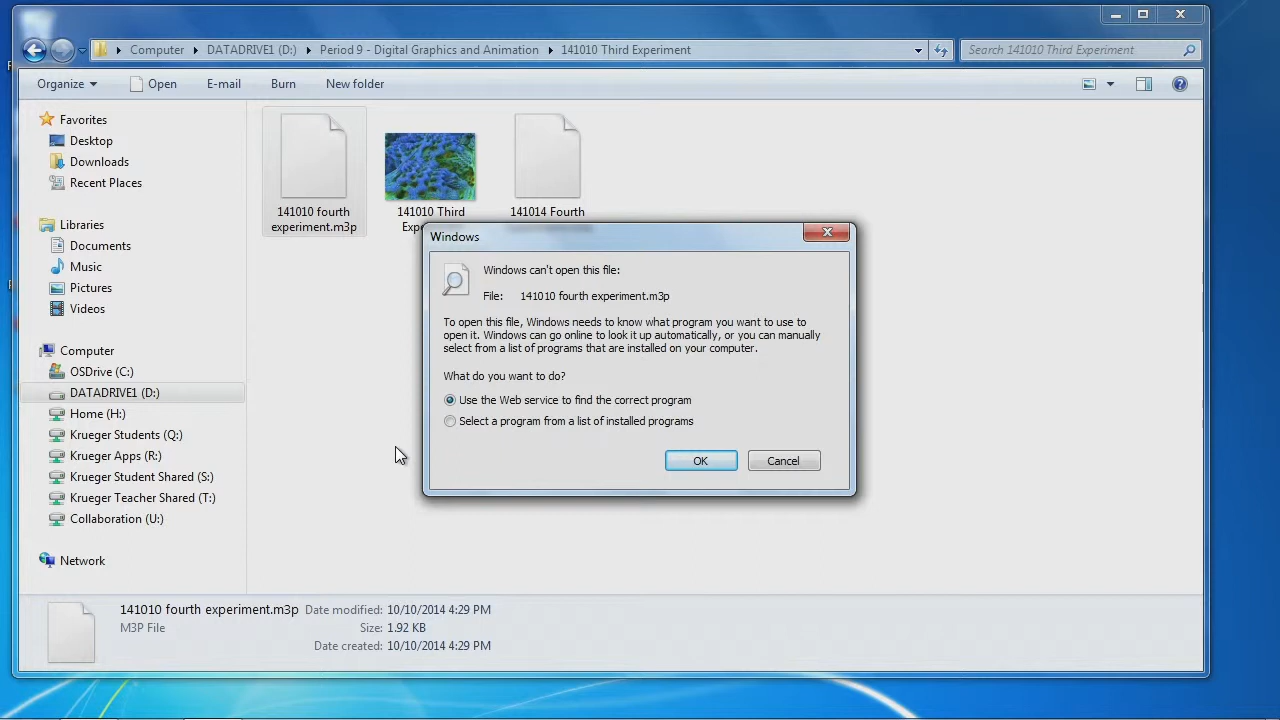 Computer
DATADRIVE1 (D:)
Period 9 - Digital Graphics and Animation
141010 Third Experiment
Search 141010 Third Experiment
Organize
Open
E-mail
Burn
New folder
Favorites
Desktop
Downloads
Recent Places
Libraries
Documents
Music
Pictures
Videos
Computer
OSDrive (C:)
DATADRIVE1 (D:)
Home (H:)
Krueger Students (Q:)
Krueger Apps (R:)
Krueger Student Shared (S:)
Krueger Teacher Shared (T:)
Collaboration (U:)
Network
141010 fourth
experiment.m3p
141010 Third
141014 Fourth
Windows
Windows can't open this file:
File: 141010 fourth experiment.m3p
To open this file, Windows needs to know what program you want to use to
open it. Windows can go online to look it up automatically, or you can manually
select from a list of programs that are installed on your computer.
What do you want to do?
Use the Web service to find the correct program
Select a program from a list of installed programs
OK
Cancel
141010 fourth experiment.m3p
M3P File
Date modified: 10/10/2014 4:29 PM
Size: 1.92 KB
Date created: 10/10/2014 4:29 PM